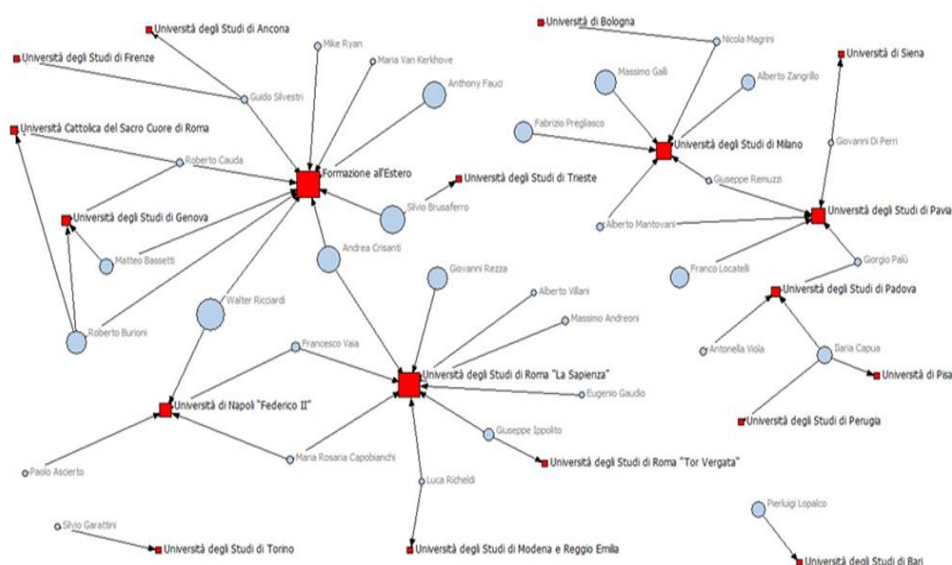 Università di Bologna
Università degli Studi di Ancona
Nicola Magrini
Mike Ryan
Università degli Studi di Firenze
Maria Van Kerkhove
Università di Siena
Massimo Galli
Alberto Zangrillo
Anthony Fauci
Guido Silvestri
Fabrizio Pregliasco
Università Cattolica del Sacro Cuore di Roma
Giovanni Di Perri
Università degli Studi di Milano
Roberto Cauda
Formazione all'Estero
Università degli Studi di Trieste
Giuseppe Remuzzi
Silvio Brusaferro
Università degli Studi di Pavia
Università degli Studi di Genova
Alberto Mantovani
Andrea Crisanti
Giorgio Palù
Matteo Bassetti
Giovanni Rezza
Franco Locatelli
Università degli Studi di Padova
Alberto Villani
Walter Ricciardi
Massimo Andreoni
Roberto Burioni
Francesco Vaia
Antonella Viola
Ilaria Capua
Università degli Studi di Roma "La Sapienza"
Università di Pisa
Eugenio Gaudio
Università di Napoli "Federico II"
Università degli Studi di Perugia
Giuseppe Ippolito
Maria Rosaria Capobianchi
Università degli Studi di Roma "Tor Vergata"
Paolo Ascierto
Luca Richeldi
Pierluigi Lopalco
Silvio Garattini
Università degli Studi di Torino
Università degli Studi di Modena e Reggio Emilia
Università degli Studi di Bari